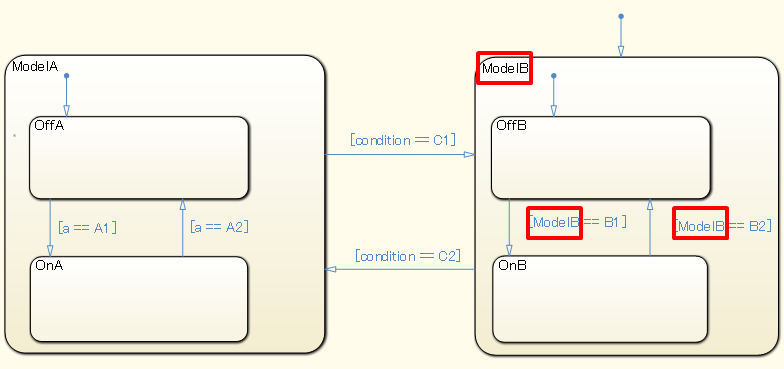 ModelA
OffA
[a == A1]
[a == A2]
OnA
[condition == C1]
[condition == C2]
ModelB
OffB
[ModelB == B1]
[ModelB == B2]
OnB